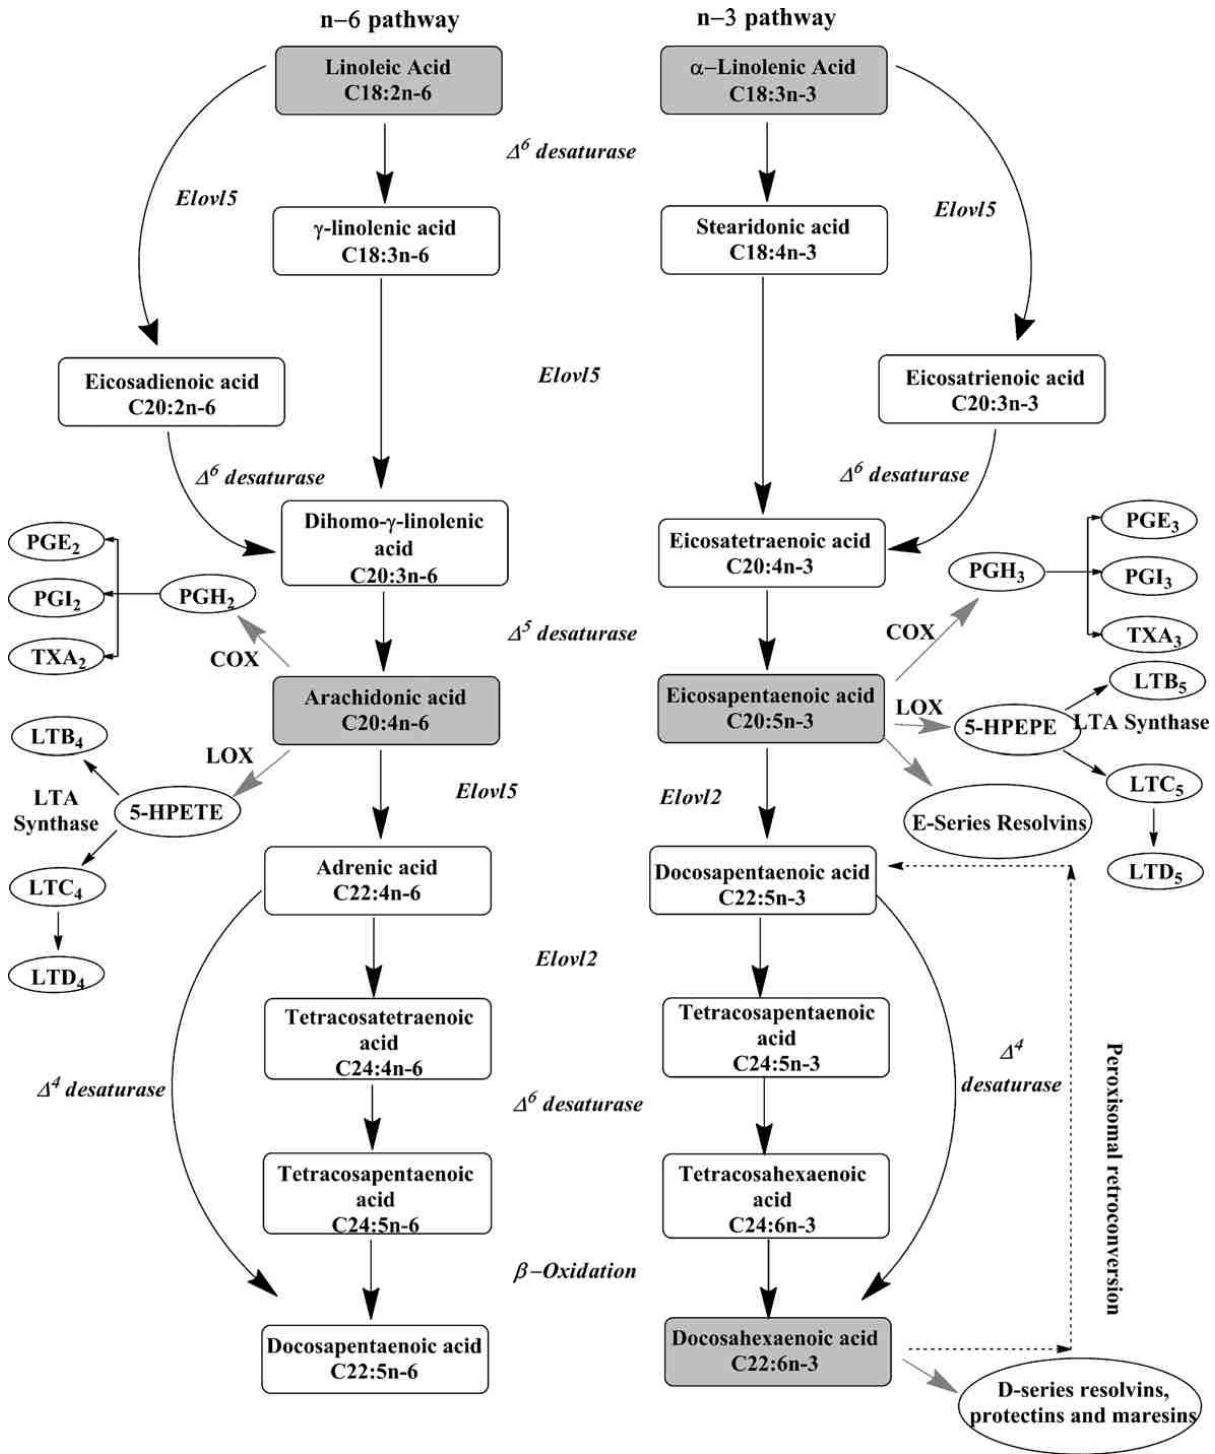 n−6 pathway
n−3 pathway
Linoleic Acid
C18:2n-6
α−Linolenic Acid
C18:3n-3
Δ⁶ desaturase
Elovl5
Elovl5
γ-linolenic acid
C18:3n-6
Stearidonic acid
C18:4n-3
Elovl5
Eicosadienoic acid
C20:2n-6
Eicosatrienoic acid
C20:3n-3
Δ⁶ desaturase
Δ⁶ desaturase
Dihomo-γ-linolenic
acid
C20:3n-6
Eicosatetraenoic acid
C20:4n-3
PGE₂
PGI₂
TXA₂
PGH₂
COX
PGH₃
PGE₃
PGI₃
TXA₃
COX
Δ⁵ desaturase
Arachidonic acid
C20:4n-6
Eicosapentaenoic acid
C20:5n-3
LOX
LTB₄
5-HPETE
LTA
Synthase
LTC₄
LTD₄
LOX
5-HPEPE
LTB₅
LTA Synthase
LTC₅
LTD₅
E-Series Resolvins
Elovl5
Elovl2
Adrenic acid
C22:4n-6
Docosapentaenoic acid
C22:5n-3
Elovl2
Tetracosatetraenoic
acid
C24:4n-6
Tetracosapentaenoic
acid
C24:5n-3
Δ⁴ desaturase
Δ⁶ desaturase
Δ⁴
desaturase
Peroxisomal retroconversion
Tetracosapentaenoic
acid
C24:5n-6
Tetracosahexaenoic
acid
C24:6n-3
β−Oxidation
Docosapentaenoic acid
C22:5n-6
Docosahexaenoic acid
C22:6n-3
D-series resolvins,
protectins and maresins